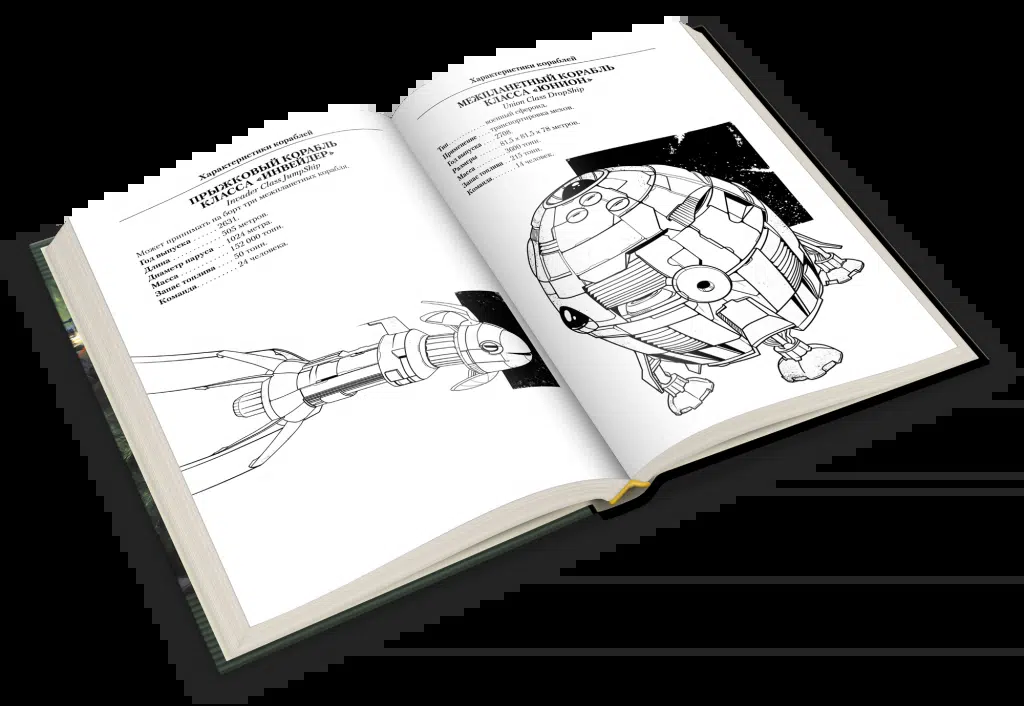 Характеристики кораблей
ПРЫЖКОВЫЙ КОРАБЛЬ
КЛАССА «ИНВЕЙДЕР»
Invader Class JumpShip
Может принимать на борт три межпланетных корабля.
Год выпуска . . . . . . 2631.
Длина . . . . . . . . . . . 505 метров.
Диаметр паруса . . . 1024 метра.
Масса . . . . . . . . . . . 152 000 тонн.
Запас топлива . . . . 50 тонн.
Команда. . . . . . . . . . 24 человека.
Характеристики кораблей
МЕЖПЛАНЕТНЫЙ КОРАБЛЬ
КЛАССА «ЮНИОН»
Union Class DropShip
Тип . . . . . . . . . . военный сфероид.
Применение . . . транспортировка мехов.
Год выпуска . . . 2708.
Размеры . . . . . . 81,5 x 81,5 x 78 метров.
Масса . . . . . . . . 3600 тонн.
Запас топлива . . 215 тонн.
Команда. . . . . . . 14 человек.